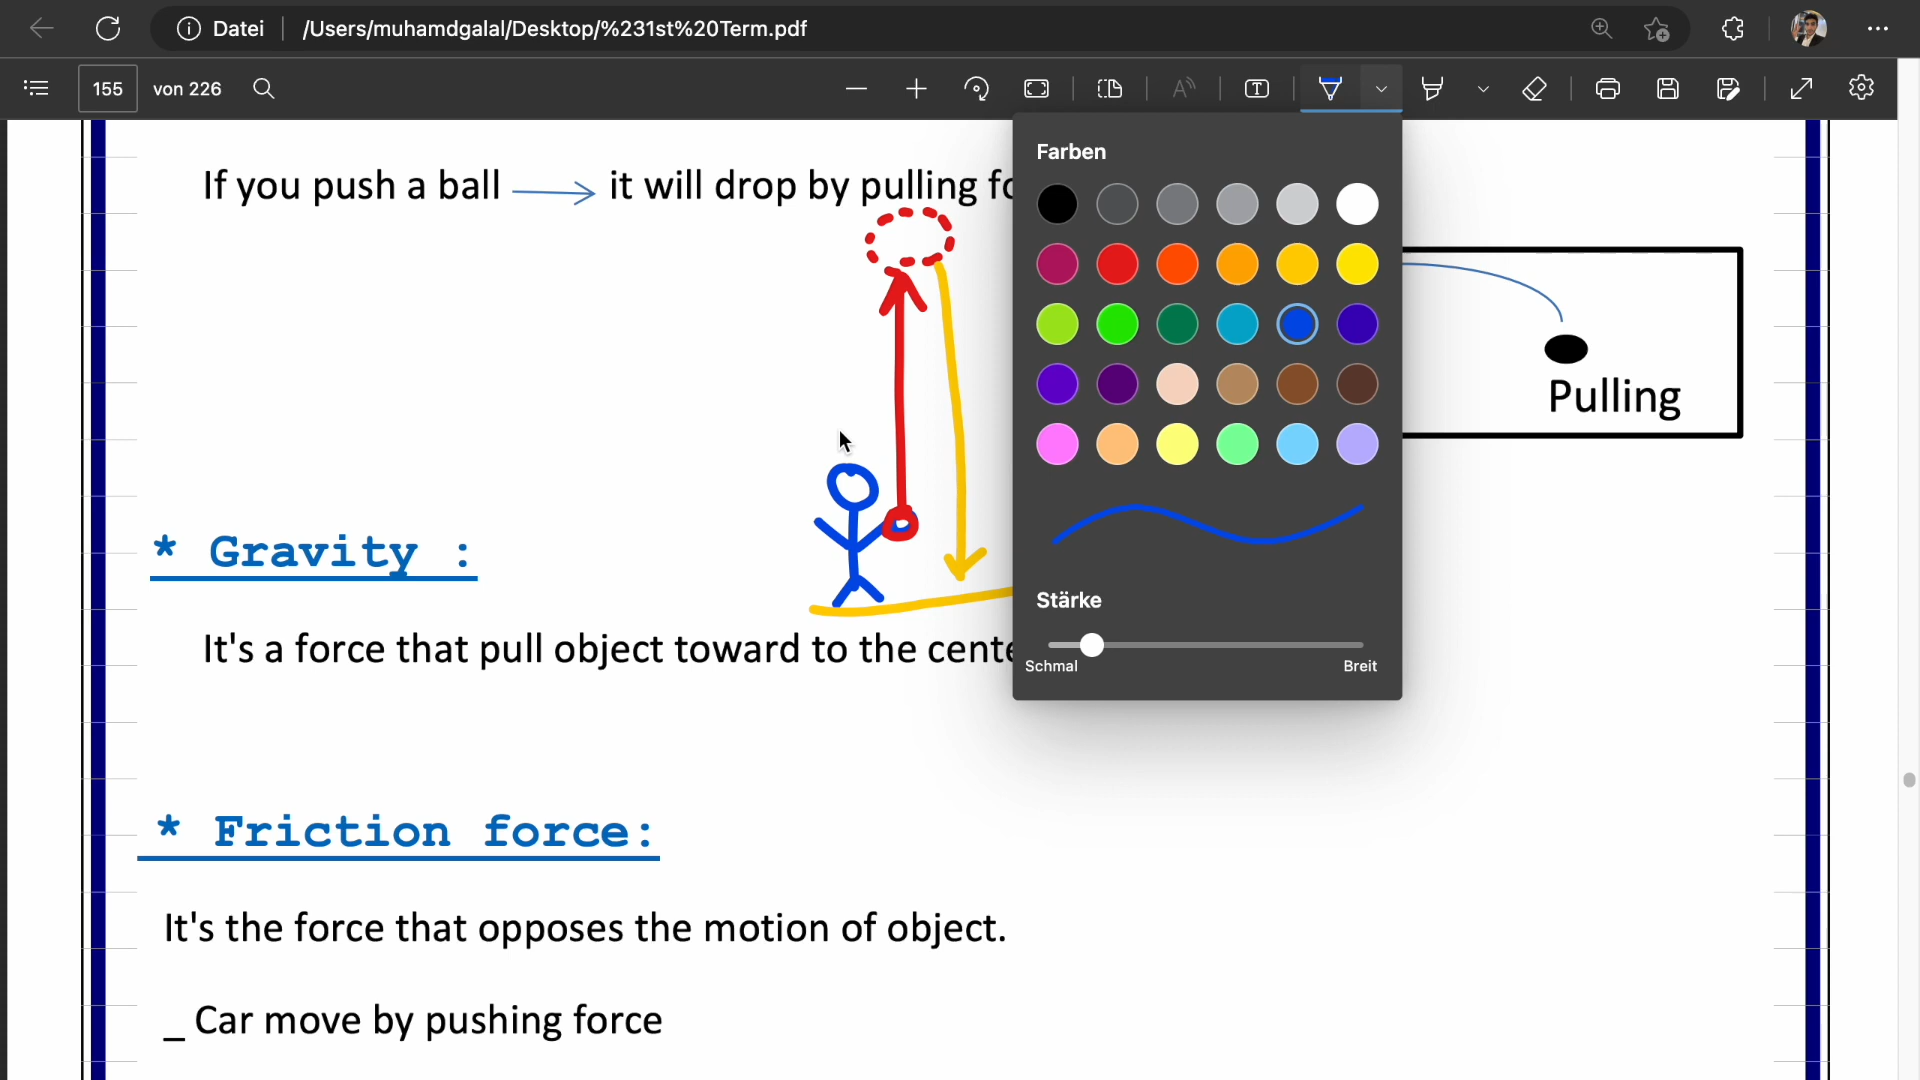 Datei
/Users/muhamdgalal/Desktop/%231st%20Term.pdf
155 von 226
Farben
Stärke
Schmal
Breit
If you push a ball it will drop by pulling fo
Pulling
* Gravity :
It's a force that pull object toward to the cente
* Friction force:
It's the force that opposes the motion of object.
_ Car move by pushing force